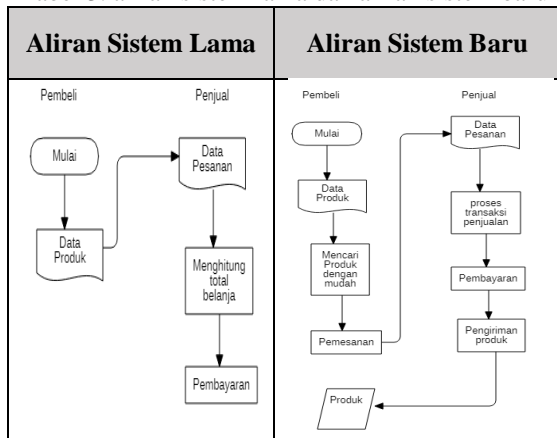 Aliran Sistem Lama
Aliran Sistem Baru
Pembeli
Penjual
Mulai
Data
Pesanan
Data
Produk
Menghitung
total
belanja
Pembayaran
Pembeli
Penjual
Mulai
Data
Pesanan
Data
Produk
proses
transaksi
penjualan
Mencari
Produk
dengan
mudah
Pembayaran
Pemesanan
Pengiriman
produk
Produk